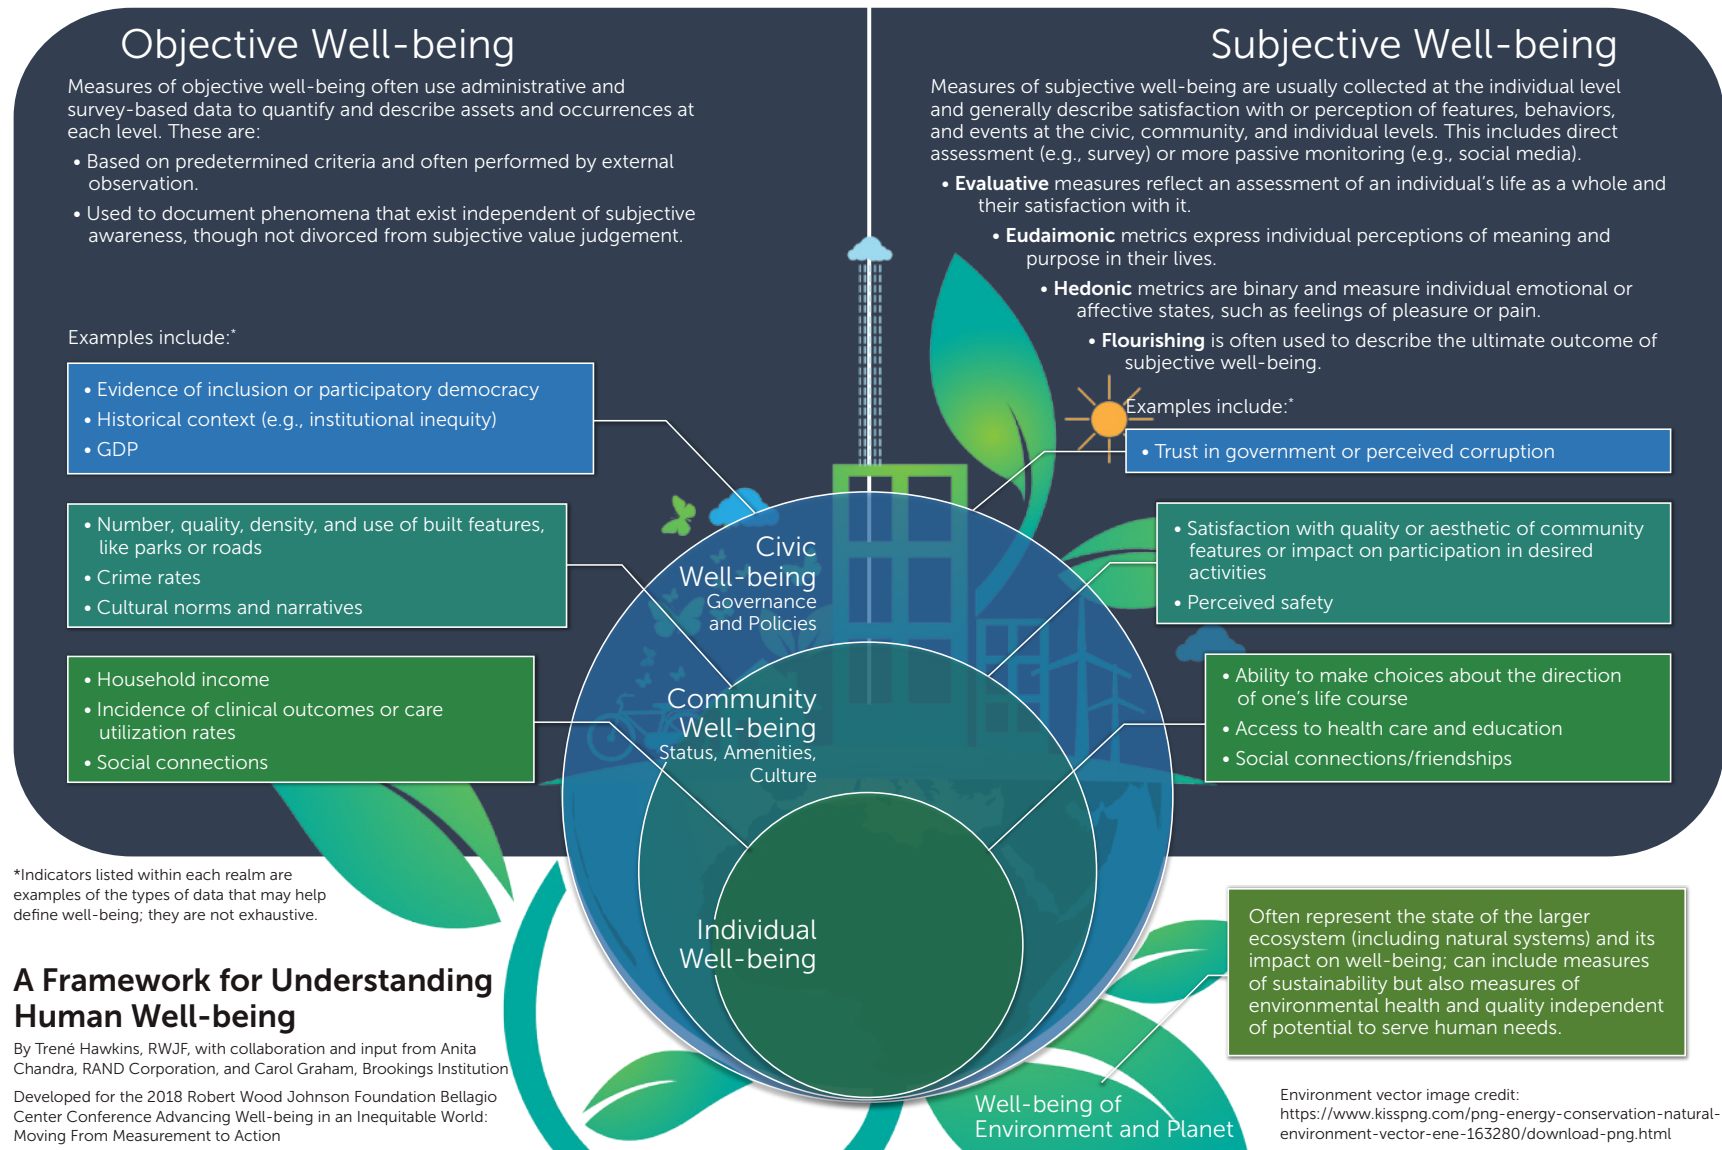 Objective Well-being
Measures of objective well-being often use administrative and
survey-based data to quantify and describe assets and occurrences at
each level. These are:
• Based on predetermined criteria and often performed by external
observation.
• Used to document phenomena that exist independent of subjective
awareness, though not divorced from subjective value judgement.
Examples include:*
• Evidence of inclusion or participatory democracy
• Historical context (e.g., institutional inequity)
• GDP
• Number, quality, density, and use of built features,
like parks or roads
• Crime rates
• Cultural norms and narratives
• Household income
• Incidence of clinical outcomes or care
utilization rates
• Social connections
Subjective Well-being
Measures of subjective well-being are usually collected at the individual level
and generally describe satisfaction with or perception of features, behaviors,
and events at the civic, community, and individual levels. This includes direct
assessment (e.g., survey) or more passive monitoring (e.g., social media).
• Evaluative measures reflect an assessment of an individual's life as a whole and
their satisfaction with it.
• Eudaimonic metrics express individual perceptions of meaning and
purpose in their lives.
• Hedonic metrics are binary and measure individual emotional or
affective states, such as feelings of pleasure or pain.
• Flourishing is often used to describe the ultimate outcome of
subjective well-being.
Examples include:*
• Trust in government or perceived corruption
• Satisfaction with quality or aesthetic of community
features or impact on participation in desired
activities
• Perceived safety
• Ability to make choices about the direction
of one's life course
• Access to health care and education
• Social connections/friendships
Civic
Well-being
Governance
and Policies
Community
Well-being
Status, Amenities,
Culture
Individual
Well-being
*Indicators listed within each realm are
examples of the types of data that may help
define well-being; they are not exhaustive.
A Framework for Understanding
Human Well-being
By Trené Hawkins, RWJF, with collaboration and input from Anita
Chandra, RAND Corporation, and Carol Graham, Brookings Institution
Developed for the 2018 Robert Wood Johnson Foundation Bellagio
Center Conference Advancing Well-being in an Inequitable World:
Moving From Measurement to Action
Often represent the state of the larger
ecosystem (including natural systems) and its
impact on well-being; can include measures
of sustainability but also measures of
environmental health and quality independent
of potential to serve human needs.
Well-being of
Environment and Planet
Environment vector image credit:
https://www.kisspng.com/png-energy-conservation-natural-
environment-vector-ene-163280/download-png.html